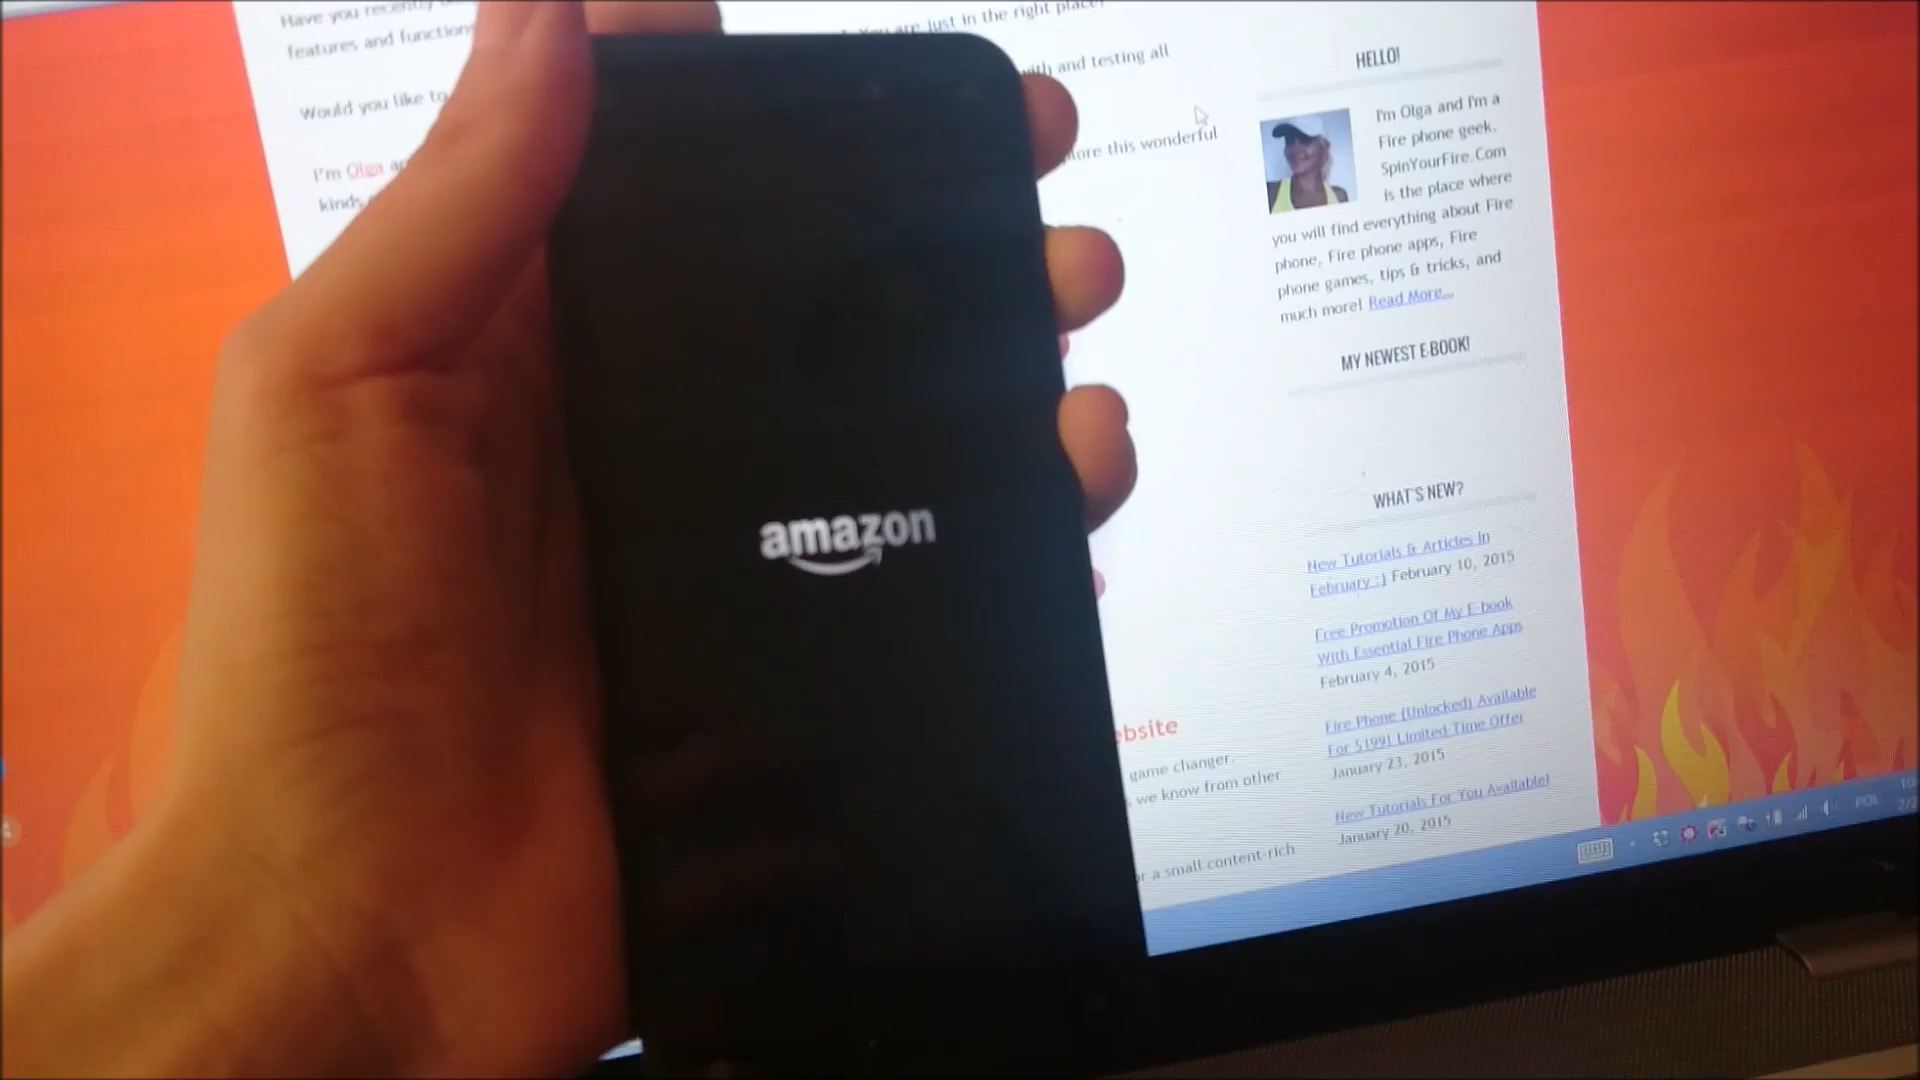 Have you recently
features and function
You are just in the right place!
with and testing all
Would you like to
this wonderful
I'm Olga
kinds
amazon
website
game changer.
we know from other
a small content-rich
HELLO!
I'm Olga and I'm a
Fire phone geek.
SpinYourFire.Com
is the place where
you will find everything about Fire
phone, Fire phone apps, Fire
phone games, tips & tricks, and
much more! Read More...
MY NEWEST E-BOOK!
WHAT'S NEW?
New Tutorials & Articles In
February :) February 10, 2015
Free Promotion Of My E-book
With Essential Fire Phone Apps
February 4, 2015
Fire Phone (Unlocked) Available
For $199! Limited Time Offer
January 23, 2015
New Tutorials For You Available!
January 20, 2015
POL